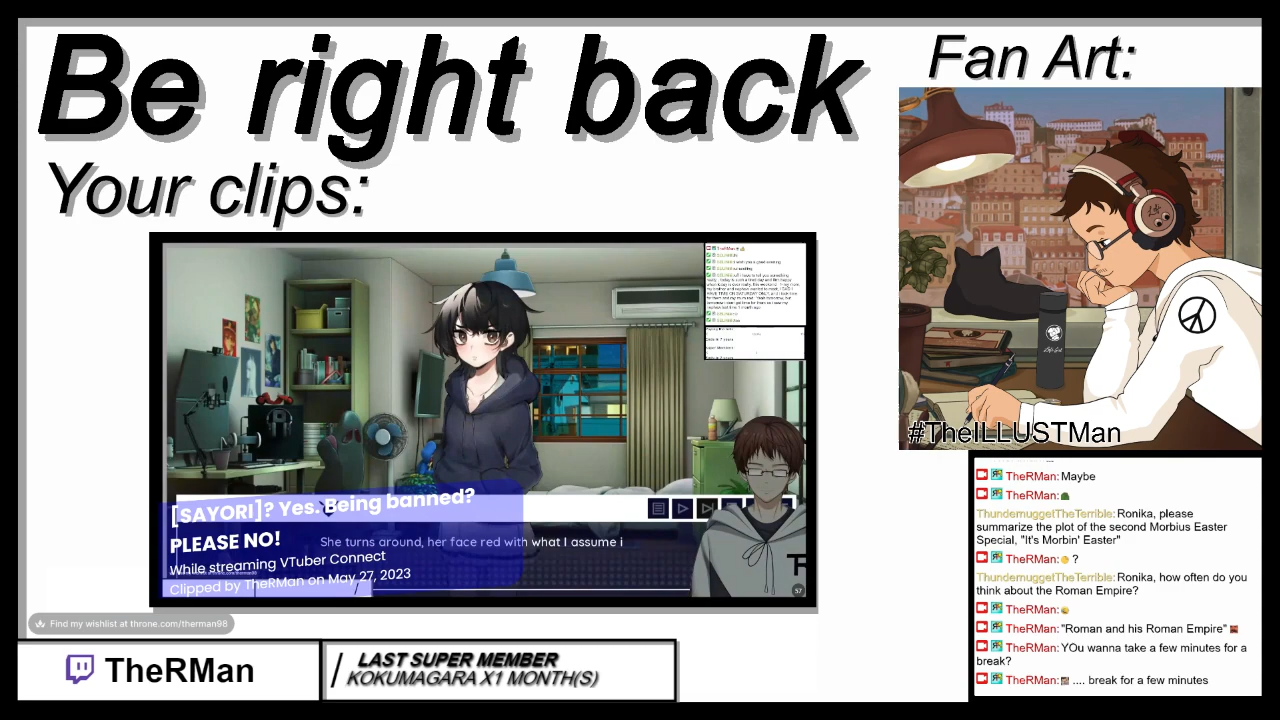 Be right back
Fan Art:
Your clips:
[SAYORI]? Yes. Being banned?
PLEASE NO!
She turns around, her face red with what I assume i
While streaming VTuber Connect
Clipped by TheRMan on May 27, 2023
57
#TheILLUSTMan
TheRMan: Maybe
TheRMan:
ThundernuggetTheTerrible: Ronika, please
summarize the plot of the second Morbius Easter
Special, "It's Morbin' Easter"
TheRMan: ?
ThundernuggetTheTerrible: Ronika, how often do you
think about the Roman Empire?
TheRMan:
TheRMan: "Roman and his Roman Empire"
TheRMan: YOu wanna take a few minutes for a
break?
TheRMan: .... break for a few minutes
Find my wishlist at throne.com/therman98
TheRMan
LAST SUPER MEMBER
KOKUMAGARA X1 MONTH(S)